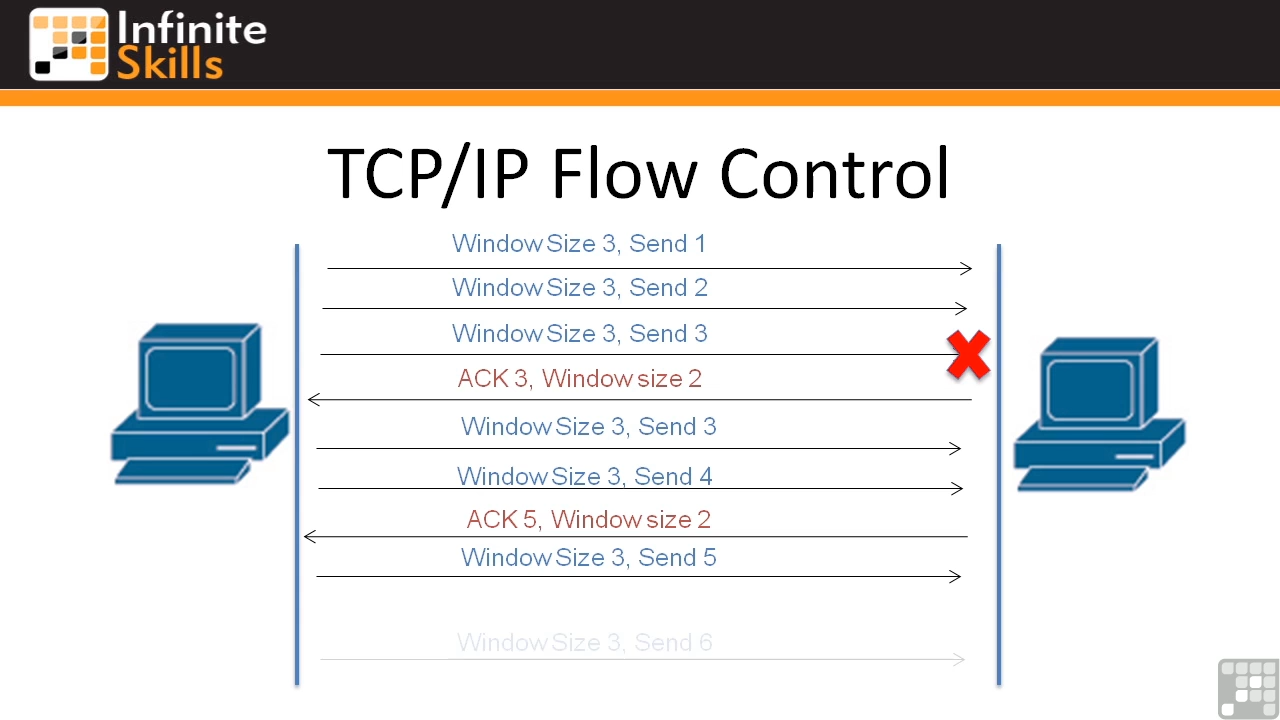 Infinite
Skills
TCP/IP Flow Control
Window Size 3, Send 1
Window Size 3, Send 2
Window Size 3, Send 3
ACK 3, Window size 2
Window Size 3, Send 3
Window Size 3, Send 4
ACK 5, Window size 2
Window Size 3, Send 5
Window Size 3, Send 6